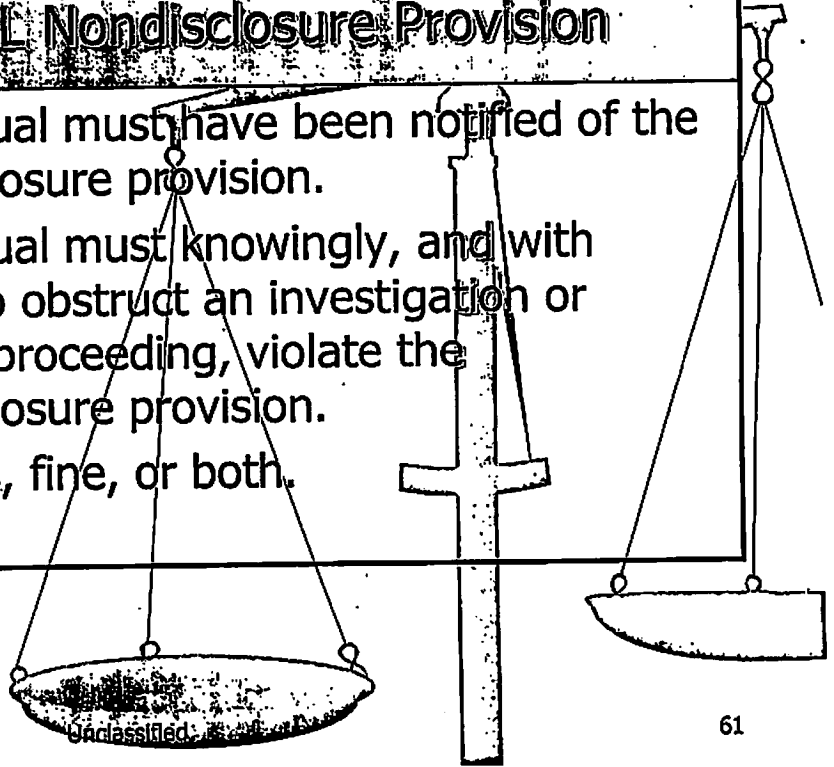 L Nondisclosure Provision
ual must have been notified of the
osure provision.
ual must knowingly, and with
o obstruct an investigation or
proceeding, violate the
losure provision.
, fine, or both.
Unclassified
61